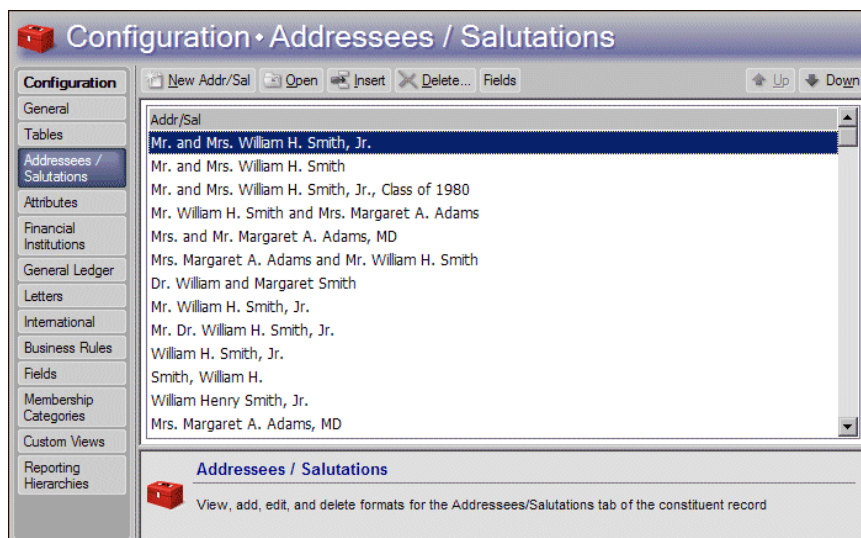 Configuration · Addressees / Salutations
Configuration
General
Tables
Addressees /
Salutations
Attributes
Financial
Institutions
General Ledger
Letters
International
Business Rules
Fields
Membership
Categories
Custom Views
Reporting
Hierarchies
New Addr/Sal Open Insert Delete... Fields Up Down
Addr/Sal
Mr. and Mrs. William H. Smith, Jr.
Mr. and Mrs. William H. Smith
Mr. and Mrs. William H. Smith, Jr., Class of 1980
Mr. William H. Smith and Mrs. Margaret A. Adams
Mrs. and Mr. Margaret A. Adams, MD
Mrs. Margaret A. Adams and Mr. William H. Smith
Dr. William and Margaret Smith
Mr. William H. Smith, Jr.
Mr. Dr. William H. Smith, Jr.
William H. Smith, Jr.
Smith, William H.
William Henry Smith, Jr.
Mrs. Margaret A. Adams, MD
Addressees / Salutations
View, add, edit, and delete formats for the Addressees/Salutations tab of the constituent record